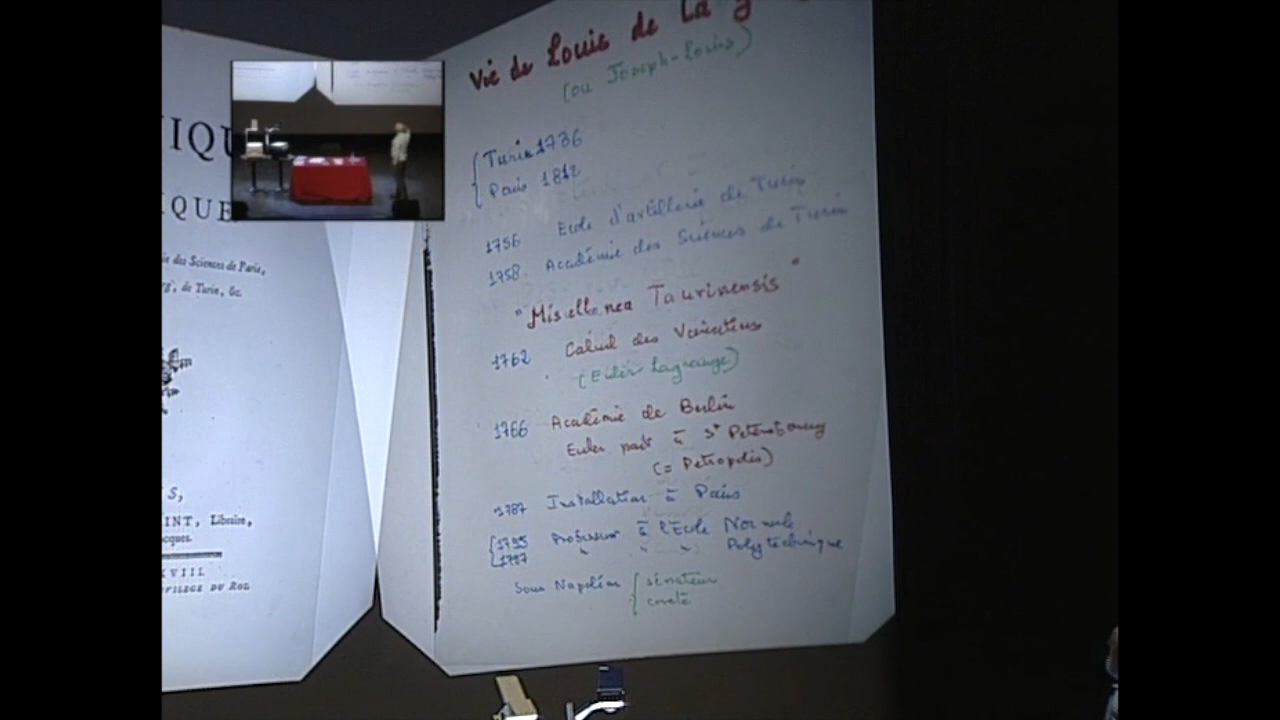 IQUE
ie des Sciences de Paris,
de Turin, &c.
INT, Libraire,
cques.
XVIII
VILEGE DU ROI
Vie de Louis de La g
(ou Joseph-Louis)
Turin 1736
Paris 1812
1756 Ecole d'artillerie de Turin
1758 Académie des Sciences de Turin
"Miscellanea Taurinensis"
1762 Calcul des Variations
(Euler-Lagrange)
1766 Académie de Berlin
Euler part à St Petersbourg
(= Petropolis)
1787 Installation à Paris
1795 Professeur à l'Ecole Normale
1797 " " " Polytechnique
Sous Napoléon sénateur
comte